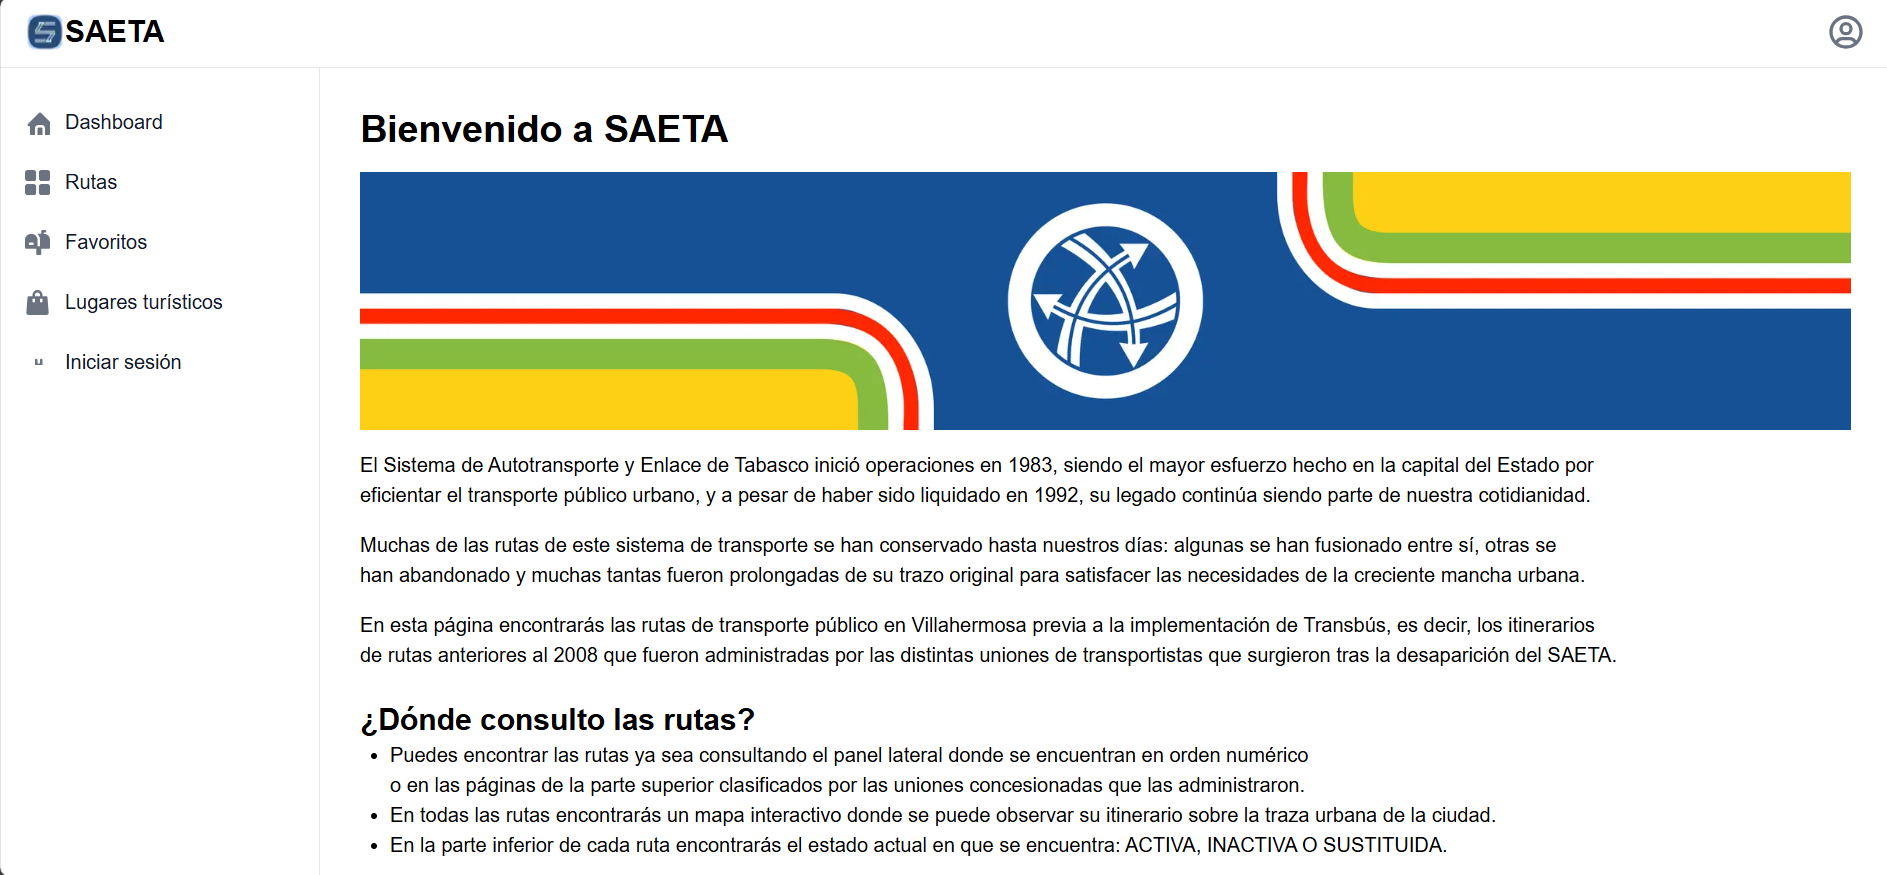 SAETA
Dashboard
Rutas
Favoritos
Lugares turísticos
Iniciar sesión
Bienvenido a SAETA
El Sistema de Autotransporte y Enlace de Tabasco inició operaciones en 1983, siendo el mayor esfuerzo hecho en la capital del Estado por
eficientar el transporte público urbano, y a pesar de haber sido liquidado en 1992, su legado continúa siendo parte de nuestra cotidianidad.
Muchas de las rutas de este sistema de transporte se han conservado hasta nuestros días: algunas se han fusionado entre sí, otras se
han abandonado y muchas tantas fueron prolongadas de su trazo original para satisfacer las necesidades de la creciente mancha urbana.
En esta página encontrarás las rutas de transporte público en Villahermosa previa a la implementación de Transbús, es decir, los itinerarios
de rutas anteriores al 2008 que fueron administradas por las distintas uniones de transportistas que surgieron tras la desaparición del SAETA.
¿Dónde consulto las rutas?
• Puedes encontrar las rutas ya sea consultando el panel lateral donde se encuentran en orden numérico
o en las páginas de la parte superior clasificados por las uniones concesionadas que las administraron.
• En todas las rutas encontrarás un mapa interactivo donde se puede observar su itinerario sobre la traza urbana de la ciudad.
• En la parte inferior de cada ruta encontrarás el estado actual en que se encuentra: ACTIVA, INACTIVA O SUSTITUIDA.